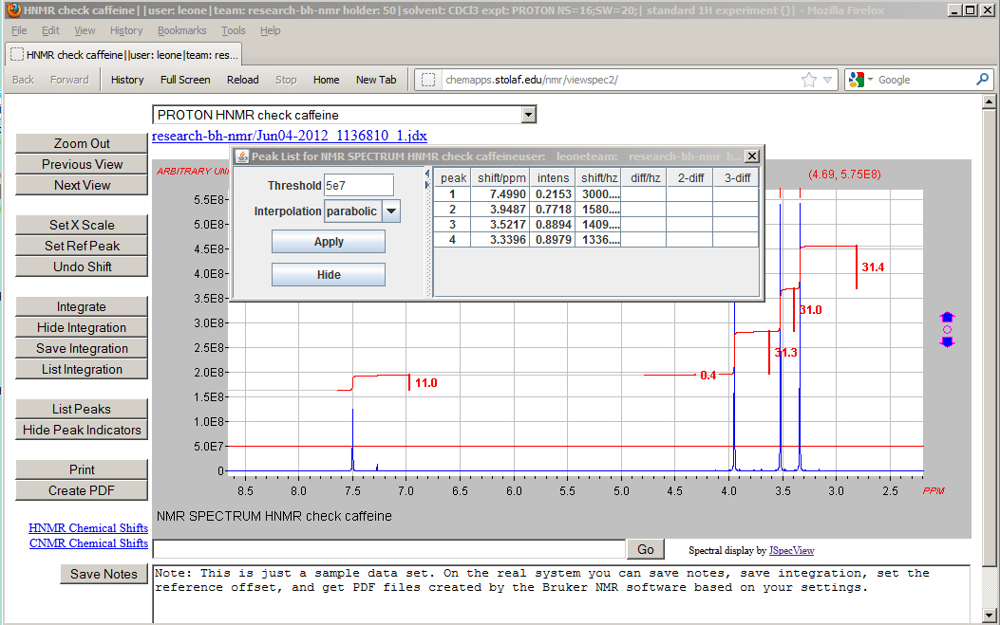 HNMR check caffeine||user: leone|team: research-bh-nmr holder: 50|solvent: CDCl3 expt: PROTON NS=16;SW=20;| standard 1H experiment ()| - Mozilla Firefox
File Edit View History Bookmarks Tools Help
HNMR check caffeine||user: leone|team: res...
Back Forward History Full Screen Reload Stop Home New Tab chemapps.stolaf.edu/nmr/viewspec2/ Google
PROTON HNMR check caffeine
research-bh-nmr/Jun04-2012_1136810_1.jdx
Zoom Out
Previous View
Next View
Set X Scale
Set Ref Peak
Undo Shift
Integrate
Hide Integration
Save Integration
List Integration
List Peaks
Hide Peak Indicators
Print
Create PDF
HNMR Chemical Shifts
CNMR Chemical Shifts
Save Notes
Peak List for NMR SPECTRUM HNMR check caffeineuser: leoneteam: research-bh-nmr h...
Threshold 5e7
Interpolation parabolic
Apply
Hide
peak shift/ppm intens shift/hz diff/hz 2-diff 3-diff
1 7.4990 0.2153 3000....
2 3.9487 0.7718 1580....
3 3.5217 0.8894 1409....
4 3.3396 0.8979 1336....
ARBITRARY UNI
(4.69, 5.75E8)
5.5E8
5.0E8
4.5E8
4.0E8
3.5E8
3.0E8
2.5E8
2.0E8
1.5E8
1.0E8
5.0E7
0
31.4
31.0
31.3
0.4
11.0
8.5 8.0 7.5 7.0 6.5 6.0 5.5 5.0 4.5 4.0 3.5 3.0 2.5 PPM
NMR SPECTRUM HNMR check caffeine
Go
Spectral display by JSpecView
Note: This is just a sample data set. On the real system you can save notes, save integration, set the
reference offset, and get PDF files created by the Bruker NMR software based on your settings.